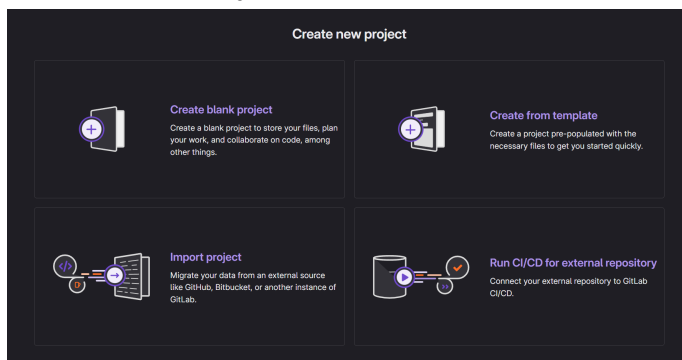 Create new project
Create blank project
Create a blank project to store your files, plan
your work, and collaborate on code, among
other things.
Create from template
Create a project pre-populated with the
necessary files to get you started quickly.
Import project
Migrate your data from an external source
like GitHub, Bitbucket, or another instance of
GitLab.
Run CI/CD for external repository
Connect your external repository to GitLab
CI/CD.